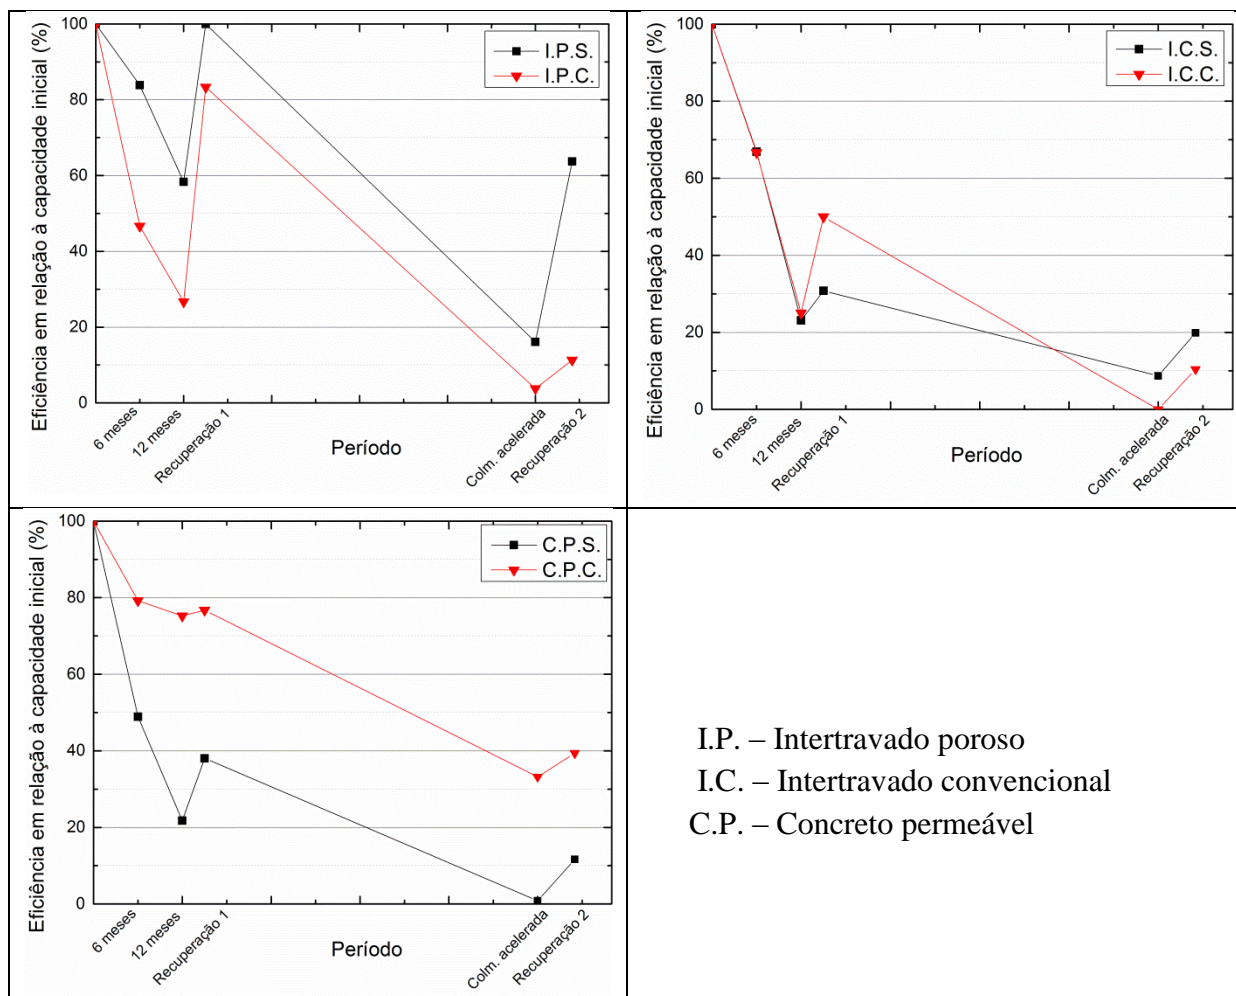 Eficiência em relação à capacidade inicial (%)
100
80
60
40
20
0
I.P.S.
I.P.C.
6 meses
12 meses
Recuperação 1
Colm. acelerada
Recuperação 2
Período
Eficiência em relação à capacidade inicial (%)
100
80
60
40
20
0
I.C.S.
I.C.C.
6 meses
12 meses
Recuperação 1
Colm. acelerada
Recuperação 2
Período
Eficiência em relação à capacidade inicial (%)
100
80
60
40
20
0
C.P.S.
C.P.C.
6 meses
12 meses
Recuperação 1
Colm. acelerada
Recuperação 2
Período
I.P. – Intertravado poroso
I.C. – Intertravado convencional
C.P. – Concreto permeável